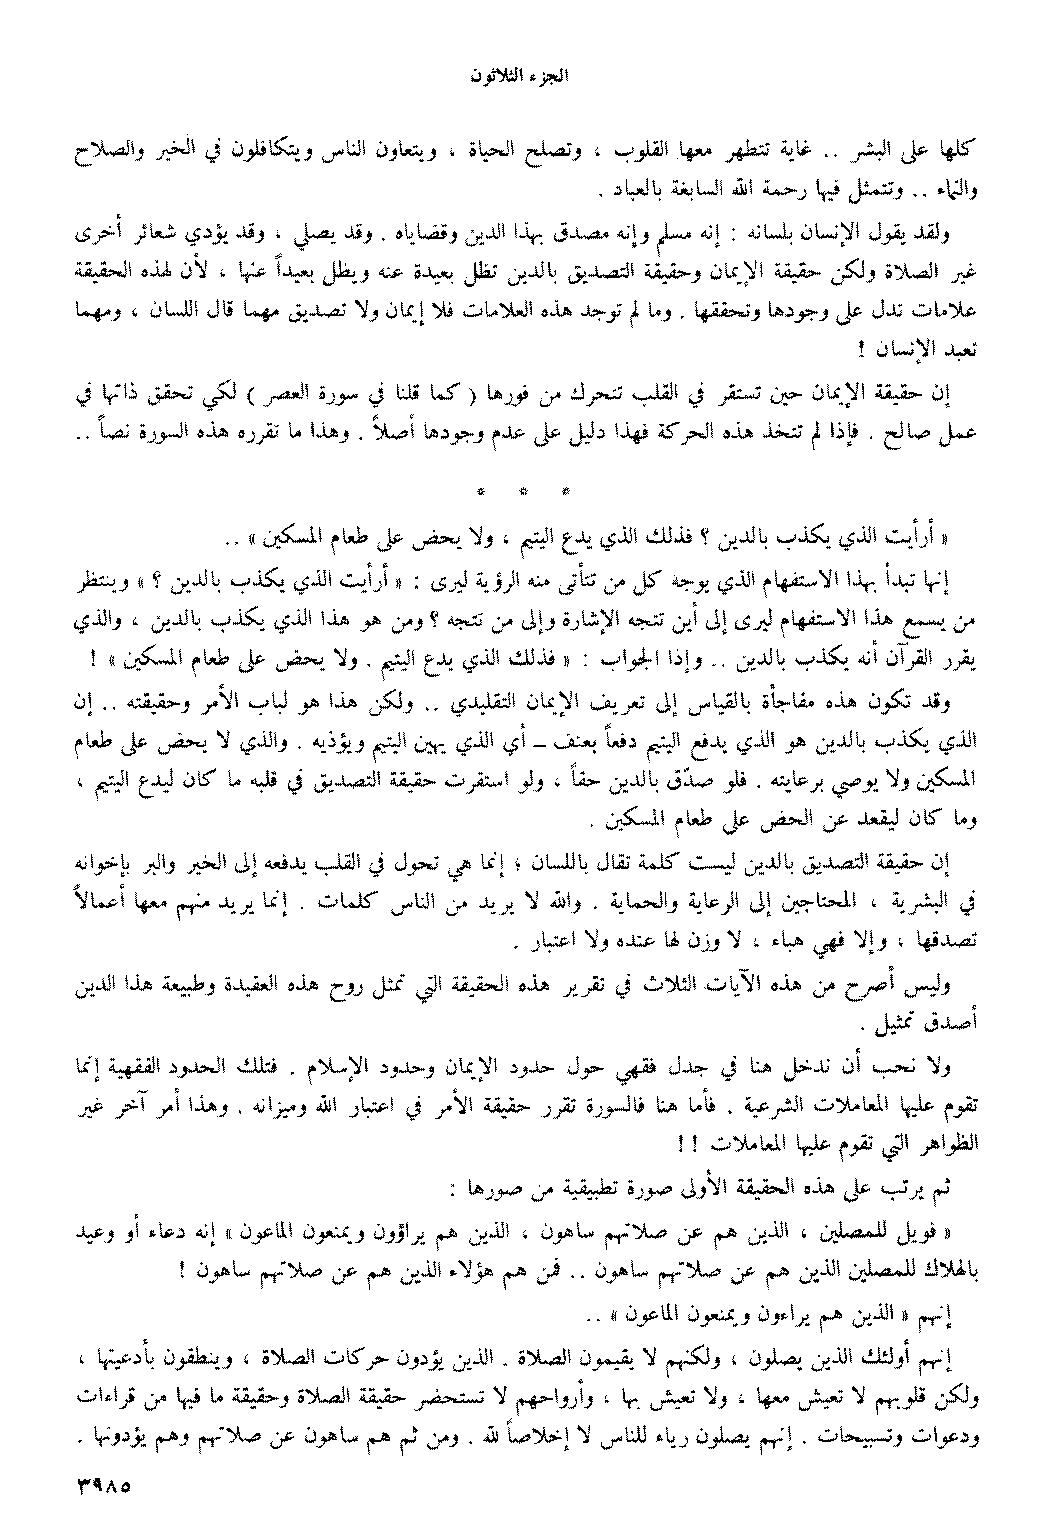 الجزء الثلاثون
كلها على البشر .. غاية تتطهر معها القلوب ، وتصلح الحياة ، ويتعاون الناس ويتكافلون في الخير والصلاح
والنماء .. وتتمثل فيها رحمة الله السابغة بالعباد .
ولقد يقول الإنسان بلسانه : إنه مسلم وإنه مصدق بهذا الدين وقضاياه . وقد يصلي ، وقد يؤدي شعائر أخرى
غير الصلاة ولكن حقيقة الإيمان وحقيقة التصديق بالدين تظل بعيدة عنه ويظل بعيداً عنها ، لأن لهذه الحقيقة
علامات تدل على وجودها وتحققها . وما لم توجد هذه العلامات فلا إيمان ولا تصديق مهما قال اللسان ، ومهما
تعبد الإنسان !
إن حقيقة الإيمان حين تستقر في القلب تتحرك من فورها ( كما قلنا في سورة العصر ) لكي تحقق ذاتها في
عمل صالح . فإذا لم تتخذ هذه الحركة فهذا دليل على عدم وجودها أصلاً . وهذا ما تقرره هذه السورة نصاً ..
* * *
« أرأيت الذي يكذب بالدين ؟ فذلك الذي يدع اليتيم ، ولا يحض على طعام المسكين » ..
إنها تبدأ بهذا الاستفهام الذي يوجه كل من تتأتى منه الرؤية ليرى : « أرأيت الذي يكذب بالدين ؟ » وينتظر
من يسمع هذا الاستفهام ليرى إلى أين تتجه الإشارة وإلى من تتجه ؟ ومن هو هذا الذي يكذب بالدين ، والذي
يقرر القرآن أنه يكذب بالدين .. وإذا الجواب : « فذلك الذي يدع اليتيم . ولا يحض على طعام المسكين » !
وقد تكون هذه مفاجأة بالقياس إلى تعريف الإيمان التقليدي .. ولكن هذا هو لباب الأمر وحقيقته .. إن
الذي يكذب بالدين هو الذي يدفع اليتيم دفعاً بعنف – أي الذي يهين اليتيم ويؤذيه . والذي لا يحض على طعام
المسكين ولا يوصي برعايته . فلو صدّق بالدين حقاً ، ولو استقرت حقيقة التصديق في قلبه ما كان ليدع اليتيم ،
وما كان ليقعد عن الحض على طعام المسكين .
إن حقيقة التصديق بالدين ليست كلمة تقال باللسان ؛ إنما هي تحول في القلب يدفعه إلى الخير والبر بإخوانه
في البشرية ، المحتاجين إلى الرعاية والحماية . والله لا يريد من الناس كلمات . إنما يريد منهم معها أعمالاً
تصدقها ، وإلا فهي هباء ، لا وزن لها عنده ولا اعتبار .
وليس أصرح من هذه الآيات الثلاث في تقرير هذه الحقيقة التي تمثل روح هذه العقيدة وطبيعة هذا الدين
أصدق تمثيل .
ولا نحب أن ندخل هنا في جدل فقهي حول حدود الإيمان وحدود الإسلام . فتلك الحدود الفقهية إنما
تقوم عليها المعاملات الشرعية . فأما هنا فالسورة تقرر حقيقة الأمر في اعتبار الله وميزانه . وهذا أمر آخر غير
الظواهر التي تقوم عليها المعاملات ! !
ثم يرتب على هذه الحقيقة الأولى صورة تطبيقية من صورها :
« فويل للمصلين ، الذين هم عن صلاتهم ساهون ، الذين هم يراؤون ويمنعون الماعون » إنه دعاء أو وعيد
بالهلاك للمصلين الذين هم عن صلاتهم ساهون .. فمن هم هؤلاء الذين هم عن صلاتهم ساهون !
إنهم « الذين هم يراءون ويمنعون الماعون » ..
إنهم أولئك الذين يصلون ، ولكنهم لا يقيمون الصلاة . الذين يؤدون حركات الصلاة ، وينطقون بأدعيتها ،
ولكن قلوبهم لا تعيش معها ، ولا تعيش بها ، وأرواحهم لا تستحضر حقيقة الصلاة وحقيقة ما فيها من قراءات
ودعوات وتسبيحات . إنهم يصلون رياء للناس لا إخلاصاً لله . ومن ثم هم ساهون عن صلاتهم وهم يؤدونها .
٣٩٨٥